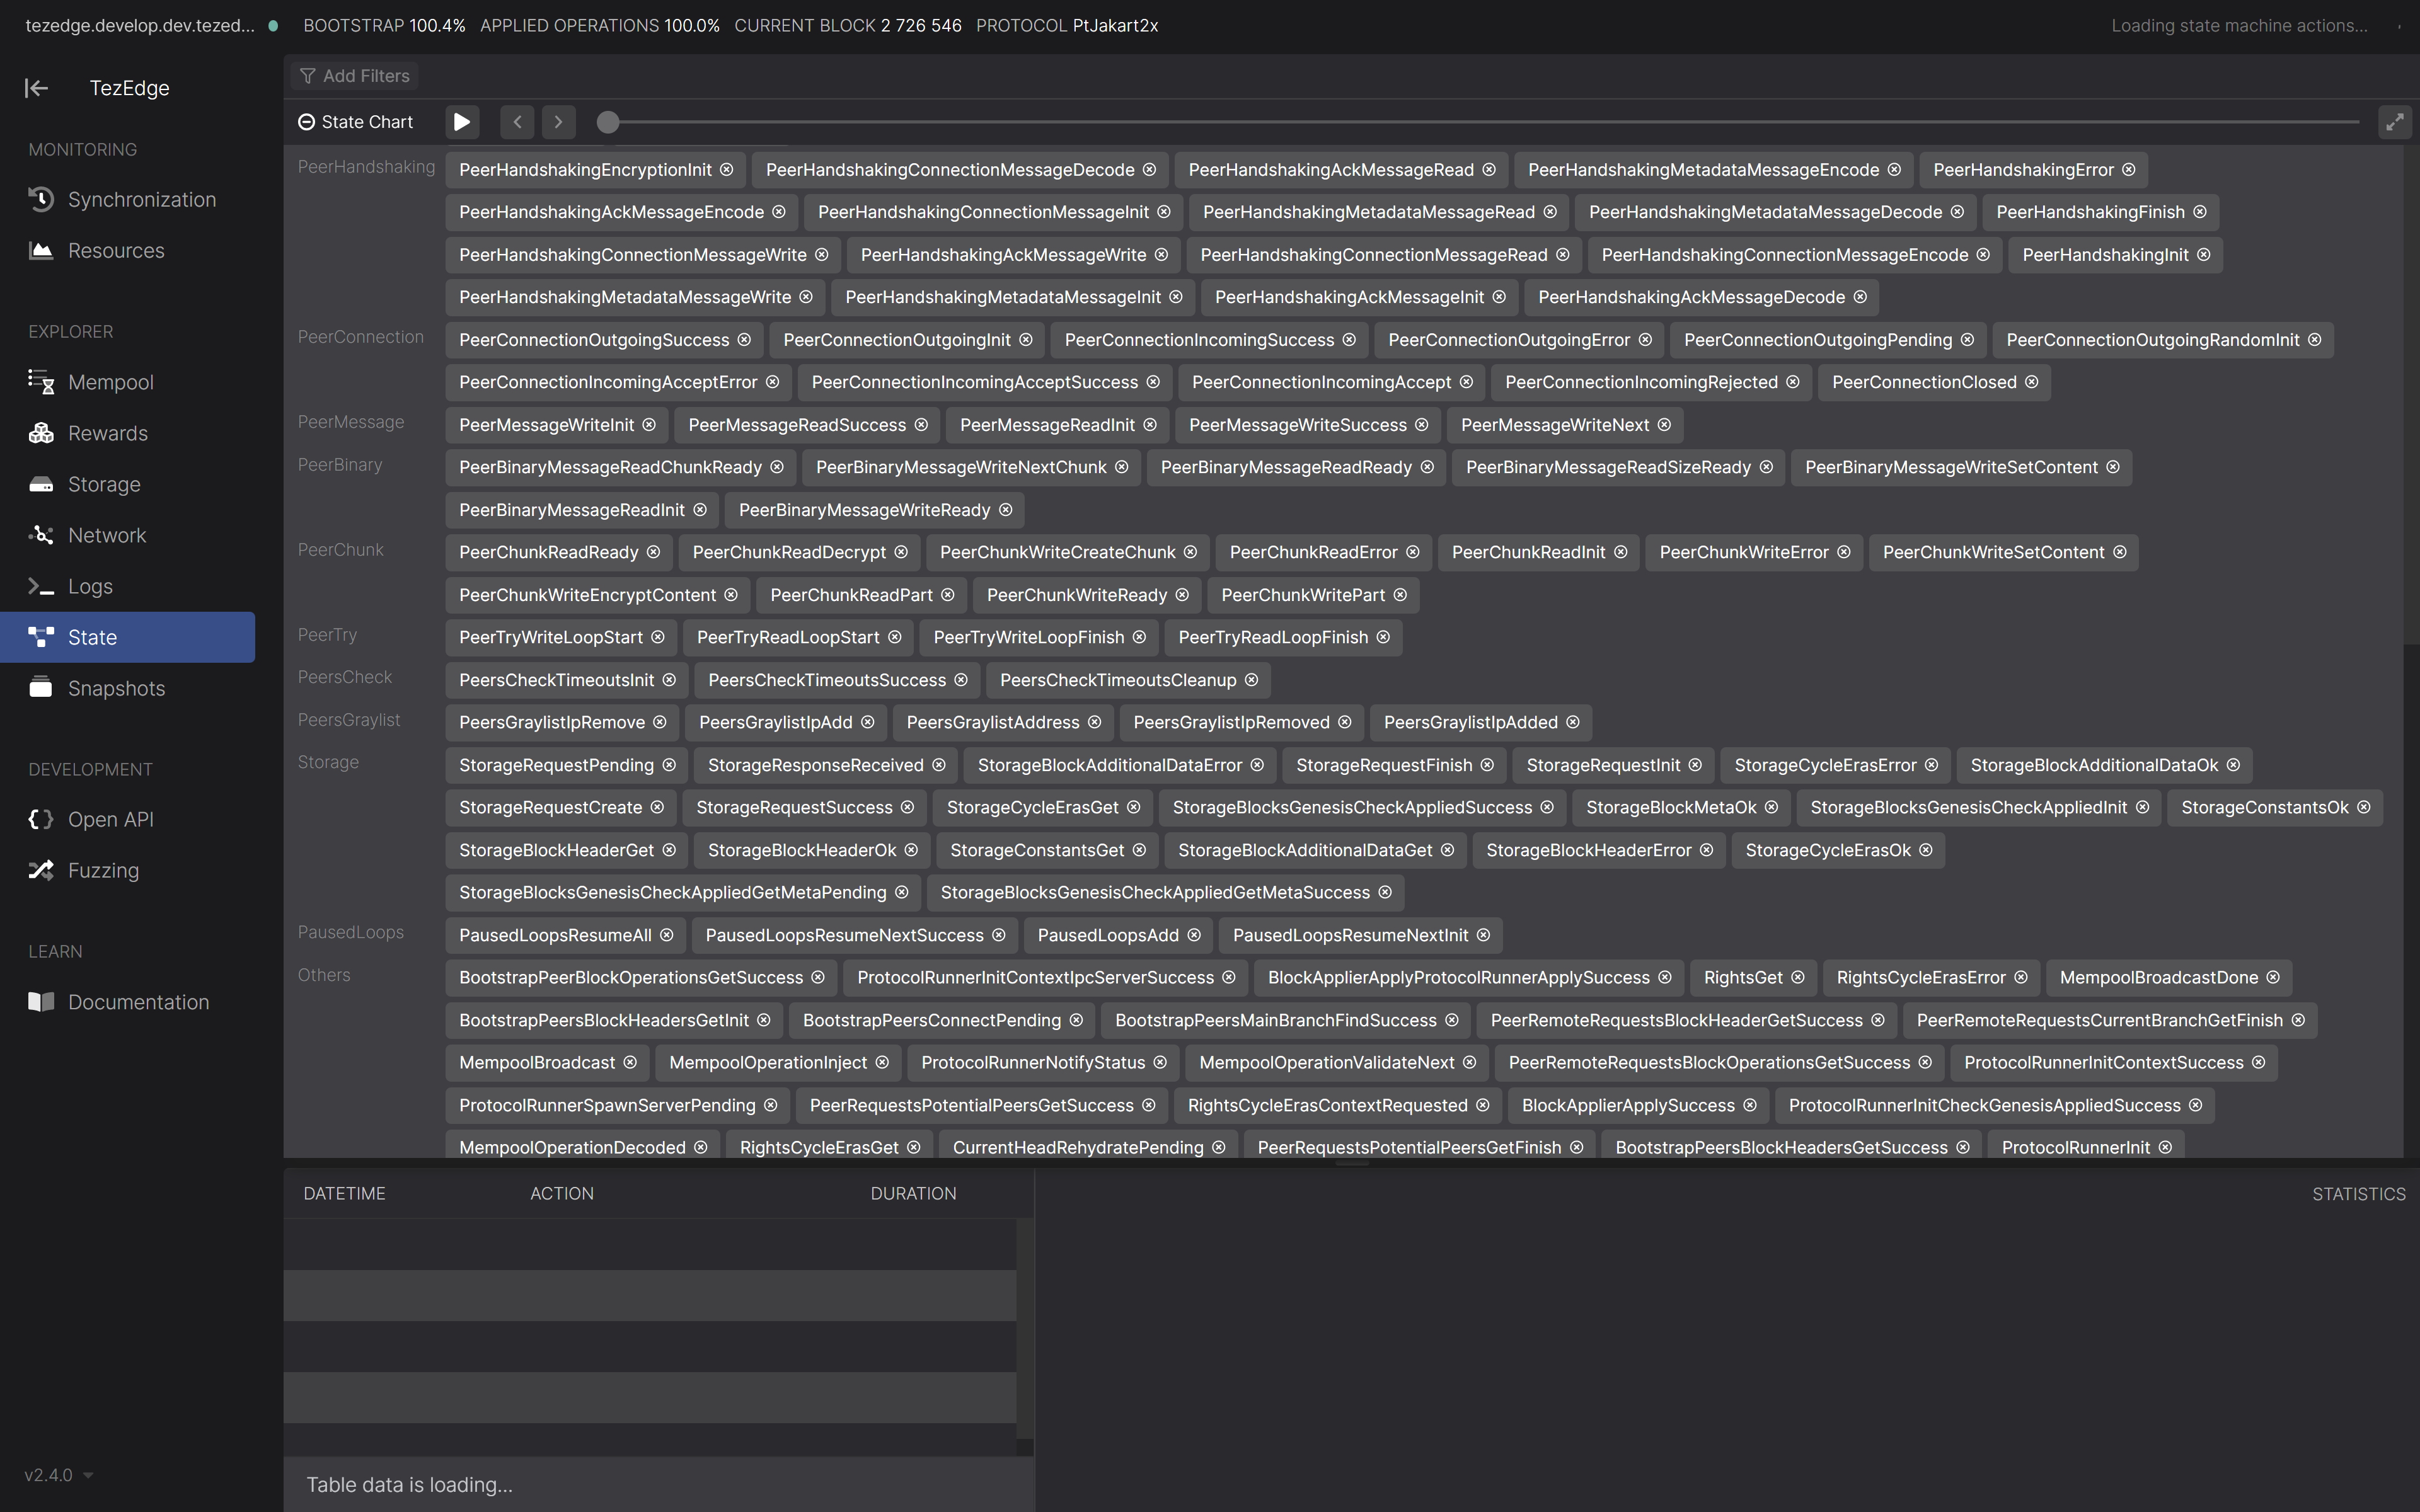 tezedge.develop.dev.tezed... BOOTSTRAP 100.4% APPLIED OPERATIONS 100.0% CURRENT BLOCK 2 726 546 PROTOCOL PtJakart2x Loading state machine actions...
TezEdge
MONITORING
Synchronization
Resources
EXPLORER
Mempool
Rewards
Storage
Network
Logs
State
Snapshots
DEVELOPMENT
Open API
Fuzzing
LEARN
Documentation
v2.4.0
Add Filters
State Chart
PeerHandshaking PeerHandshakingEncryptionInit PeerHandshakingConnectionMessageDecode PeerHandshakingAckMessageRead PeerHandshakingMetadataMessageEncode PeerHandshakingError
PeerHandshakingAckMessageEncode PeerHandshakingConnectionMessageInit PeerHandshakingMetadataMessageRead PeerHandshakingMetadataMessageDecode PeerHandshakingFinish
PeerHandshakingConnectionMessageWrite PeerHandshakingAckMessageWrite PeerHandshakingConnectionMessageRead PeerHandshakingConnectionMessageEncode PeerHandshakingInit
PeerHandshakingMetadataMessageWrite PeerHandshakingMetadataMessageInit PeerHandshakingAckMessageInit PeerHandshakingAckMessageDecode
PeerConnection PeerConnectionOutgoingSuccess PeerConnectionOutgoingInit PeerConnectionIncomingSuccess PeerConnectionOutgoingError PeerConnectionOutgoingPending PeerConnectionOutgoingRandomInit
PeerConnectionIncomingAcceptError PeerConnectionIncomingAcceptSuccess PeerConnectionIncomingAccept PeerConnectionIncomingRejected PeerConnectionClosed
PeerMessage PeerMessageWriteInit PeerMessageReadSuccess PeerMessageReadInit PeerMessageWriteSuccess PeerMessageWriteNext
PeerBinary PeerBinaryMessageReadChunkReady PeerBinaryMessageWriteNextChunk PeerBinaryMessageReadReady PeerBinaryMessageReadSizeReady PeerBinaryMessageWriteSetContent
PeerBinaryMessageReadInit PeerBinaryMessageWriteReady
PeerChunk PeerChunkReadReady PeerChunkReadDecrypt PeerChunkWriteCreateChunk PeerChunkReadError PeerChunkReadInit PeerChunkWriteError PeerChunkWriteSetContent
PeerChunkWriteEncryptContent PeerChunkReadPart PeerChunkWriteReady PeerChunkWritePart
PeerTry PeerTryWriteLoopStart PeerTryReadLoopStart PeerTryWriteLoopFinish PeerTryReadLoopFinish
PeersCheck PeersCheckTimeoutsInit PeersCheckTimeoutsSuccess PeersCheckTimeoutsCleanup
PeersGraylist PeersGraylistIpRemove PeersGraylistIpAdd PeersGraylistAddress PeersGraylistIpRemoved PeersGraylistIpAdded
Storage StorageRequestPending StorageResponseReceived StorageBlockAdditionalDataError StorageRequestFinish StorageRequestInit StorageCycleErasError StorageBlockAdditionalDataOk
StorageRequestCreate StorageRequestSuccess StorageCycleErasGet StorageBlocksGenesisCheckAppliedSuccess StorageBlockMetaOk StorageBlocksGenesisCheckAppliedInit StorageConstantsOk
StorageBlockHeaderGet StorageBlockHeaderOk StorageConstantsGet StorageBlockAdditionalDataGet StorageBlockHeaderError StorageCycleErasOk
StorageBlocksGenesisCheckAppliedGetMetaPending StorageBlocksGenesisCheckAppliedGetMetaSuccess
PausedLoops PausedLoopsResumeAll PausedLoopsResumeNextSuccess PausedLoopsAdd PausedLoopsResumeNextInit
Others BootstrapPeerBlockOperationsGetSuccess ProtocolRunnerInitContextIpcServerSuccess BlockApplierApplyProtocolRunnerApplySuccess RightsGet RightsCycleErasError MempoolBroadcastDone
BootstrapPeersBlockHeadersGetInit BootstrapPeersConnectPending BootstrapPeersMainBranchFindSuccess PeerRemoteRequestsBlockHeaderGetSuccess PeerRemoteRequestsCurrentBranchGetFinish
MempoolBroadcast MempoolOperationInject ProtocolRunnerNotifyStatus MempoolOperationValidateNext PeerRemoteRequestsBlockOperationsGetSuccess ProtocolRunnerInitContextSuccess
ProtocolRunnerSpawnServerPending PeerRequestsPotentialPeersGetSuccess RightsCycleErasContextRequested BlockApplierApplySuccess ProtocolRunnerInitCheckGenesisAppliedSuccess
MempoolOperationDecoded RightsCycleErasGet CurrentHeadRehydratePending PeerRequestsPotentialPeersGetFinish BootstrapPeersBlockHeadersGetSuccess ProtocolRunnerInit
DATETIME ACTION DURATION STATISTICS
Table data is loading...